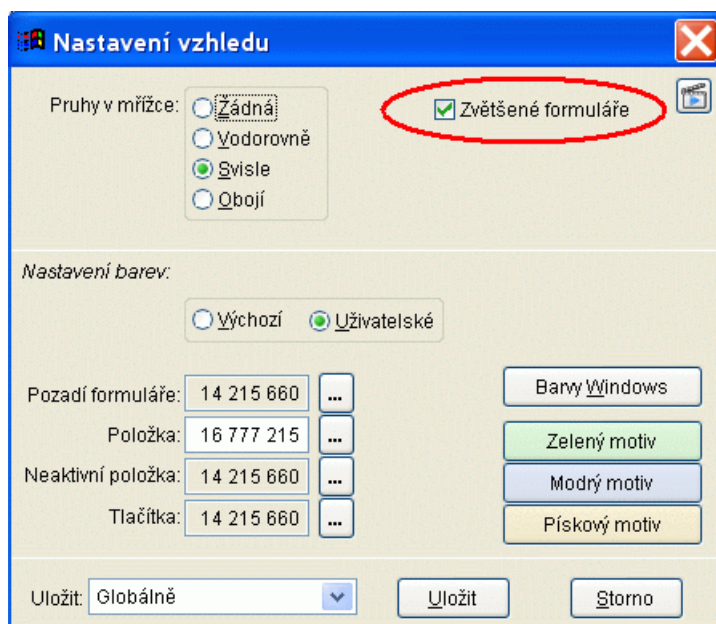 Nastavení vzhledu
Pruhy v mřížce:
Žádná
Vodorovně
Svisle
Obojí
Zvětšené formuláře
Nastavení barev:
Výchozí
Uživatelské
Pozadí formuláře: 14 215 660 ...
Položka: 16 777 215 ...
Neaktivní položka: 14 215 660 ...
Tlačítka: 14 215 660 ...
Barvy Windows
Zelený motiv
Modrý motiv
Pískový motiv
Uložit: Globálně
Uložit
Storno